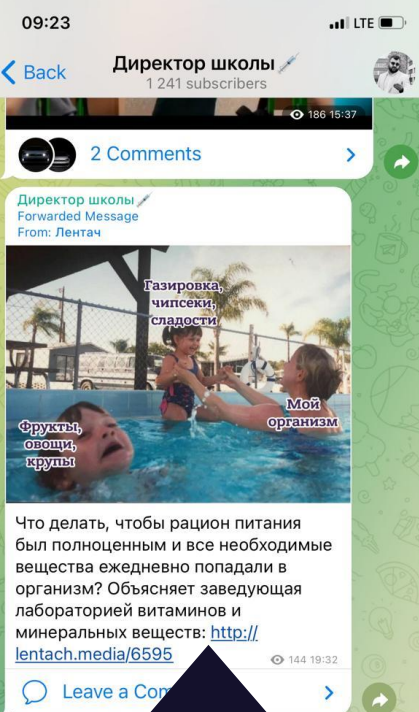 09:23
LTE
Back
Директор школы
1 241 subscribers
186 15:37
2 Comments
Директор школы
Forwarded Message
From: Лентач
Газировка,
чипсеки,
сладости
Мой
организм
Фрукты,
овощи,
крупы
Что делать, чтобы рацион питания
был полноценным и все необходимые
вещества ежедневно попадали в
организм? Объясняет заведующая
лабораторией витаминов и
минеральных веществ: http://
lentach.media/6595
144 19:32
Leave a Com